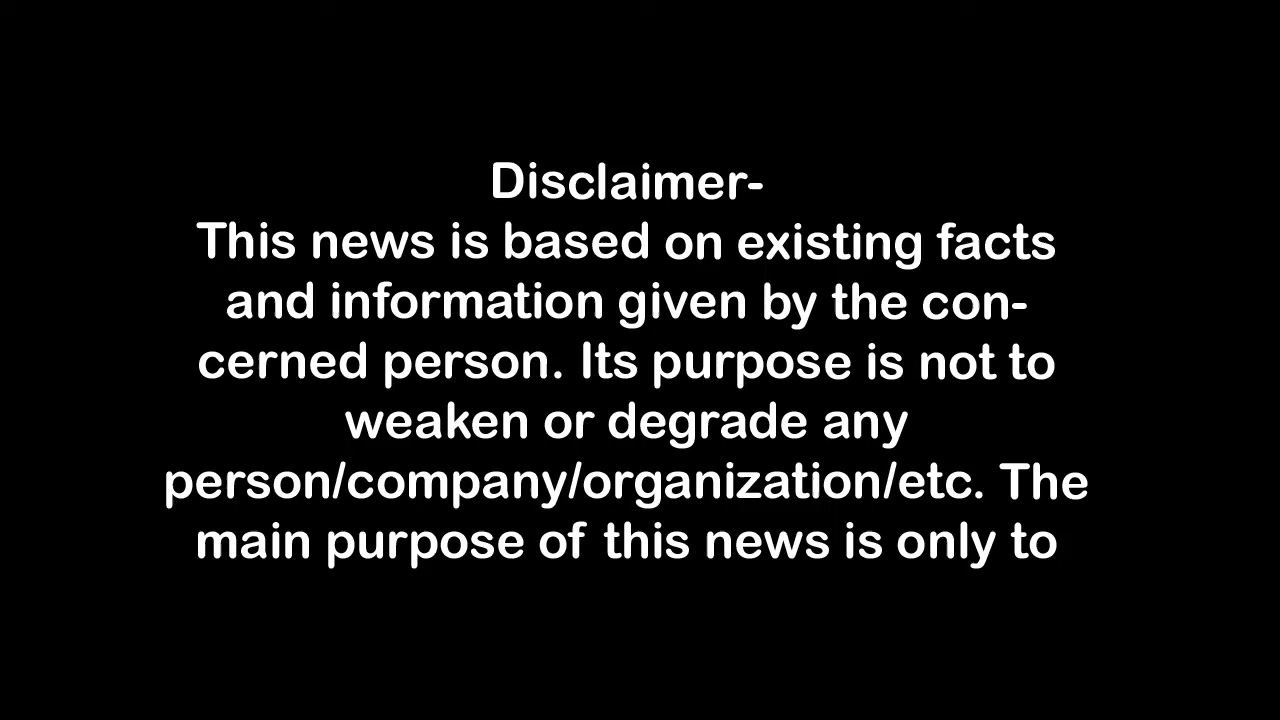 Disclaimer-
This news is based on existing facts
and information given by the con-
cerned person. Its purpose is not to
weaken or degrade any
person/company/organization/etc. The
main purpose of this news is only to